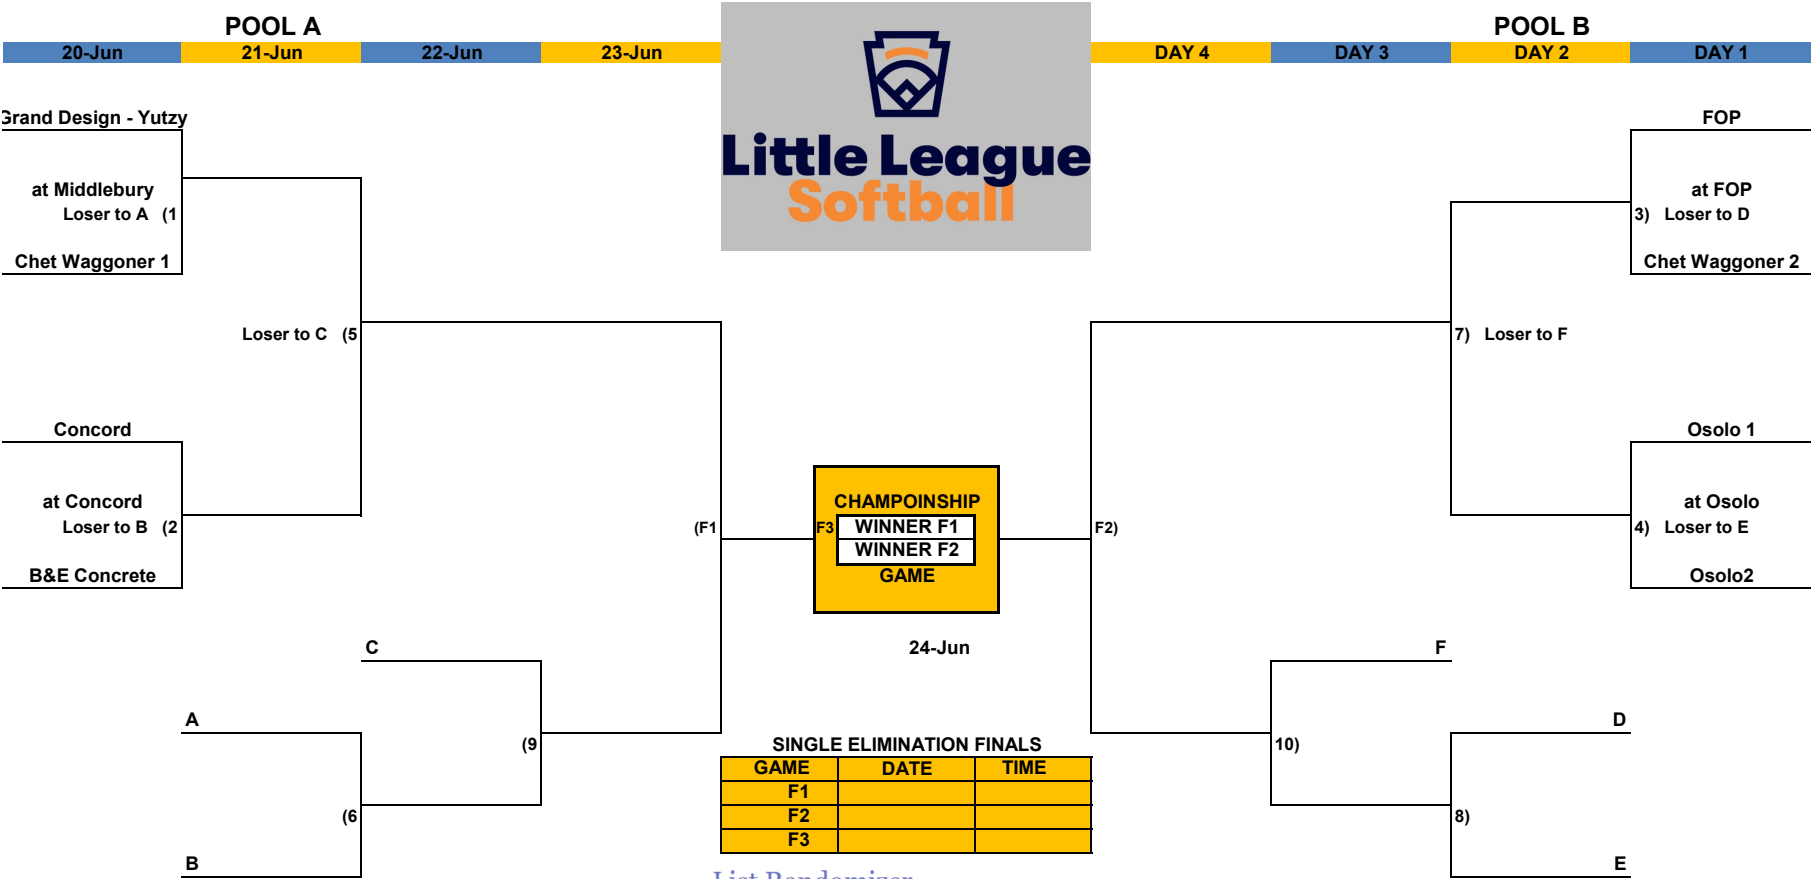 POOL A
POOL B
20-Jun 21-Jun 22-Jun 23-Jun
DAY 4 DAY 3 DAY 2 DAY 1
Little League
Softball
Grand Design - Yutzy
FOP
at Middlebury
Loser to A (1
at FOP
3) Loser to D
Chet Waggoner 1
Chet Waggoner 2
Loser to C (5
7) Loser to F
Concord
Osolo 1
at Concord
Loser to B (2
at Osolo
4) Loser to E
B&E Concrete
Osolo2
(F1
CHAMPOINSHIP
F3 WINNER F1
WINNER F2
GAME
F2)
24-Jun
C
F
A
D
(9
10)
(6
8)
B
E
SINGLE ELIMINATION FINALS
GAME DATE TIME
F1
F2
F3
List Randomizer